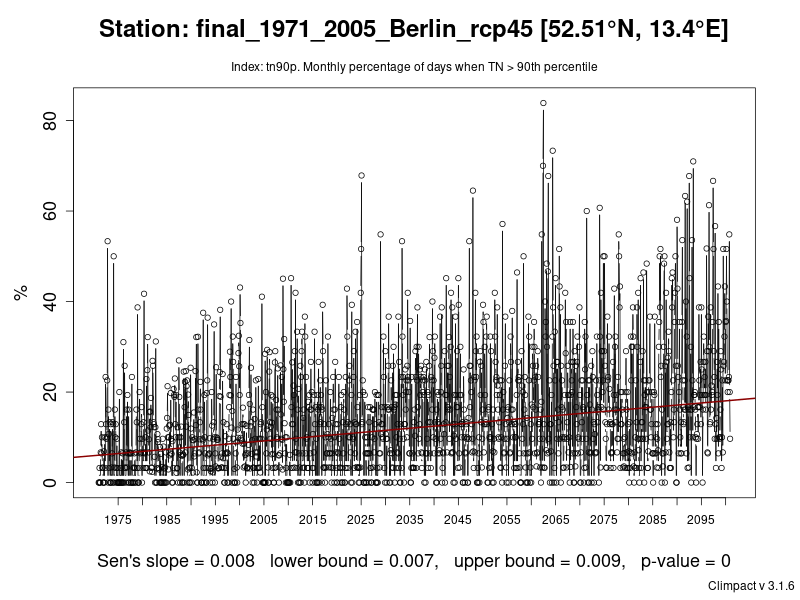 Station: final_1971_2005_Berlin_rcp45 [52.51°N, 13.4°E]
Index: tn90p. Monthly percentage of days when TN > 90th percentile
80
60
40
20
0
%
1975 1985 1995 2005 2015 2025 2035 2045 2055 2065 2075 2085 2095
Sen's slope = 0.008 lower bound = 0.007, upper bound = 0.009, p-value = 0
Climpact v 3.1.6